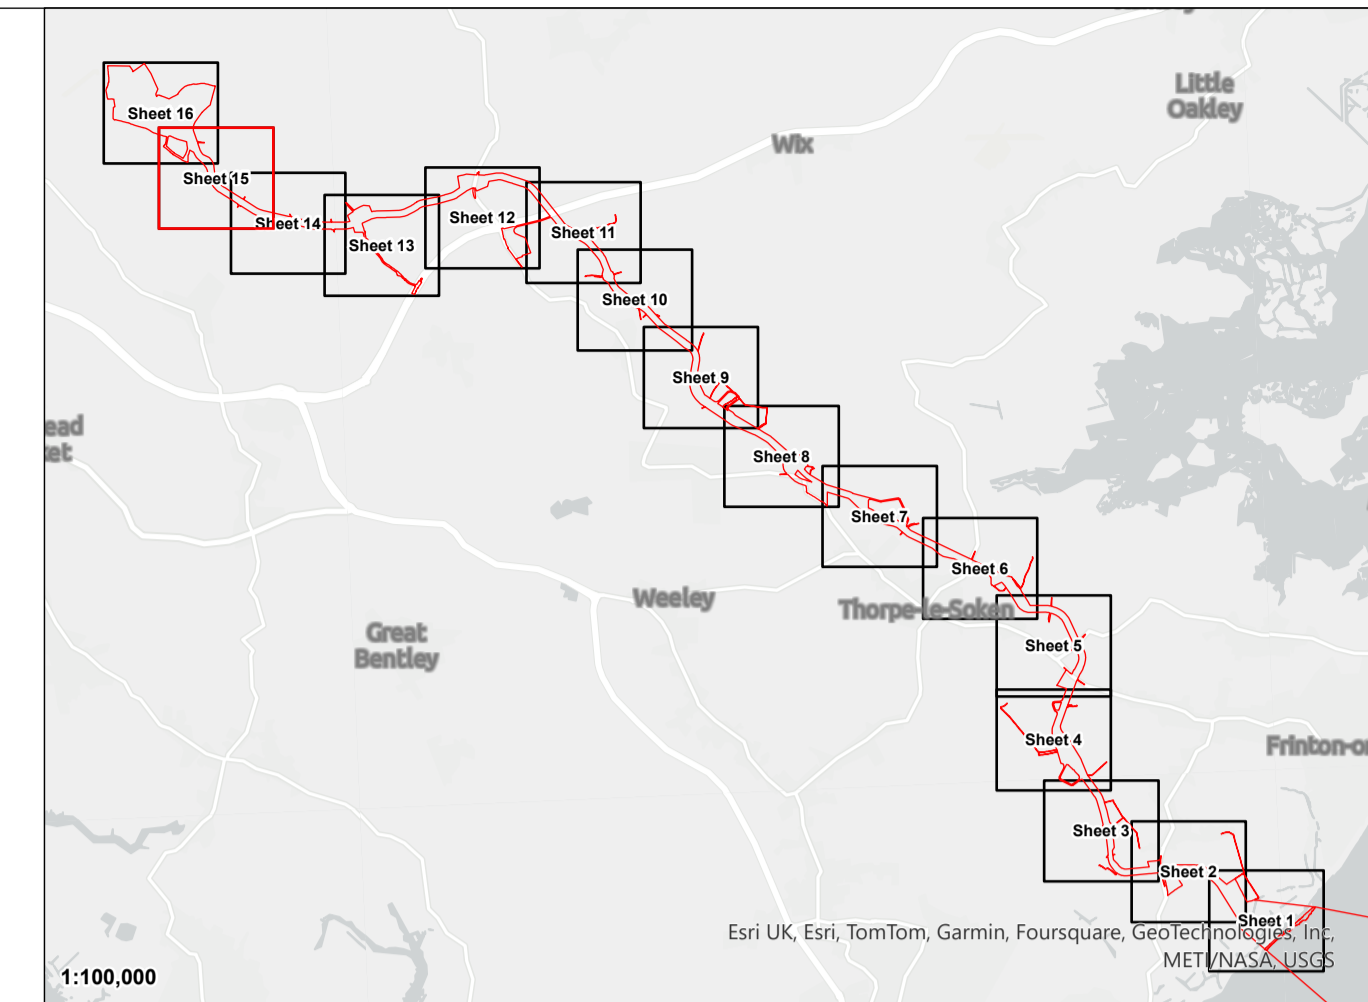 Little
Oakley
Sheet 16
Wix
Sheet 15
Sheet 14
Sheet 12
Sheet 11
Sheet 13
Sheet 10
Sheet 9
ead
et
Sheet 8
Sheet 7
Sheet 6
Weeley
Thorpe-le-Soken
Great
Bentley
Sheet 5
Sheet 4
Frinton-o
Sheet 3
Sheet 2
Sheet 1
Esri UK, Esri, TomTom, Garmin, Foursquare, GeoTechnologies, Inc,
METI/NASA, USGS
1:100,000